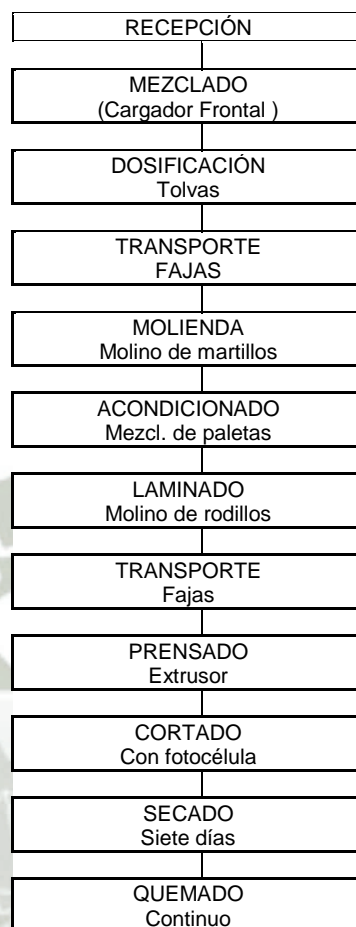 RECEPCIÓN
MEZCLADO
(Cargador Frontal )
DOSIFICACIÓN
Tolvas
TRANSPORTE
FAJAS
MOLIENDA
Molino de martillos
ACONDICIONADO
Mezcl. de paletas
LAMINADO
Molino de rodillos
TRANSPORTE
Fajas
PRENSADO
Extrusor
CORTADO
Con fotocélula
SECADO
Siete días
QUEMADO
Continuo